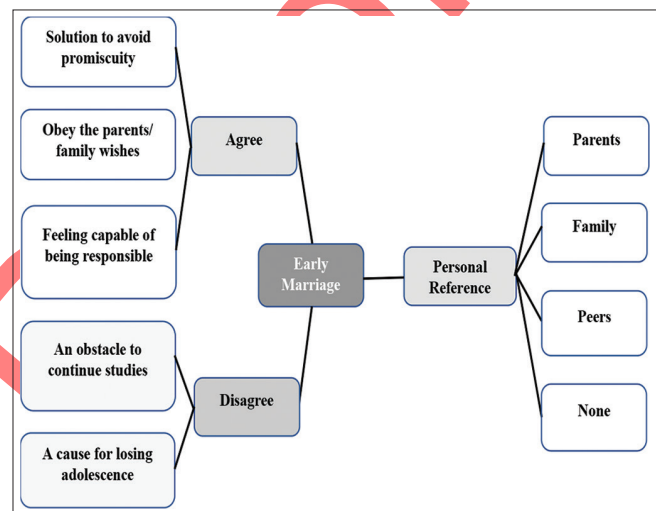 Solution to avoid
promiscuity
Obey the parents/
family wishes
Feeling capable of
being responsible
An obstacle to
continue studies
A cause for losing
adolescence
Agree
Disagree
Early
Marriage
Personal
Reference
Parents
Family
Peers
None